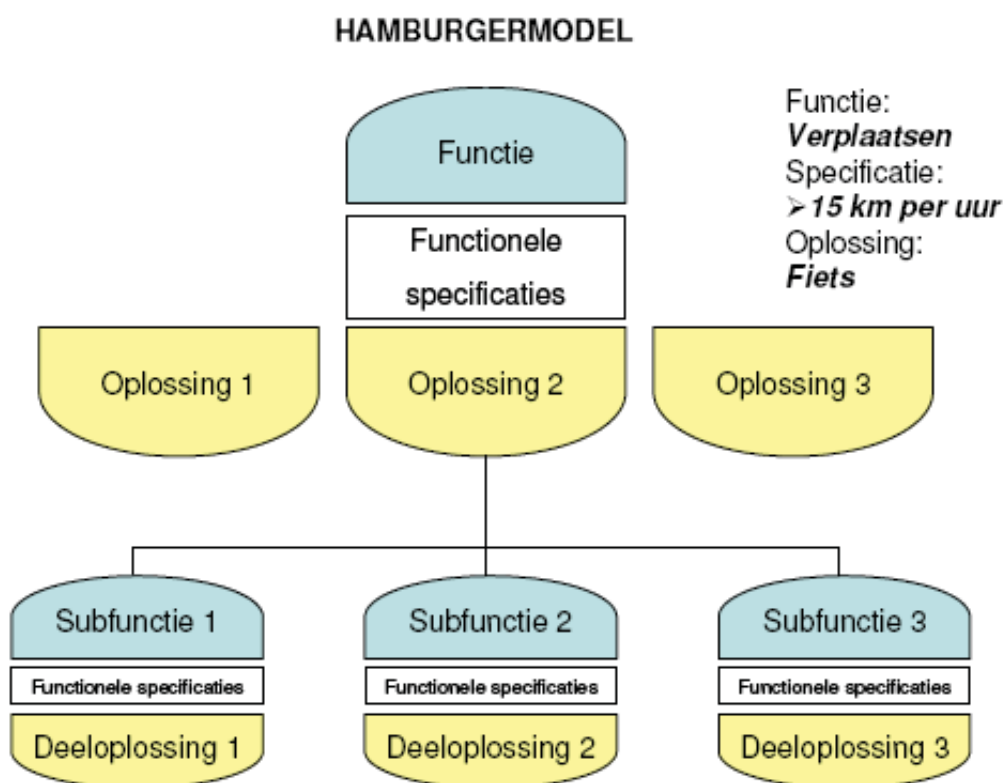 HAMBURGERMODEL
Functie
Functionele
specificaties
Functie:
Verplaatsen
Specificatie:
➢15 km per uur
Oplossing:
Fiets
Oplossing 1
Oplossing 2
Oplossing 3
Subfunctie 1
Subfunctie 2
Subfunctie 3
Functionele specificaties
Functionele specificaties
Functionele specificaties
Deeloplossing 1
Deeloplossing 2
Deeloplossing 3